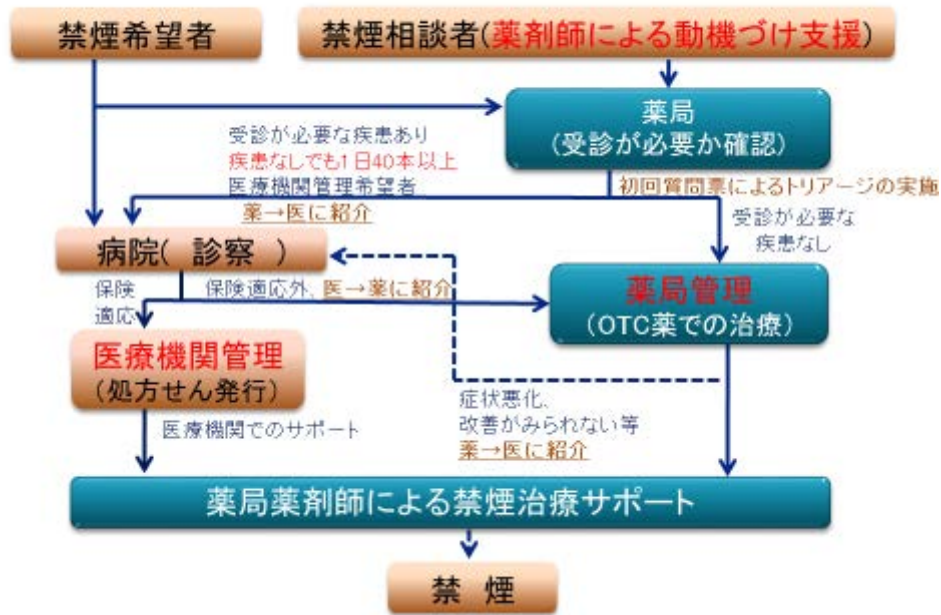 禁煙希望者
禁煙相談者(薬剤師による動機づけ支援)
薬局
(受診が必要か確認)
受診が必要な疾患あり
疾患なしでも1日40本以上
医療機関管理希望者
薬→医に紹介
初回質問票によるトリアージの実施
受診が必要な
疾患なし
病院( 診察 )
保険
適応
保険適応外、医→薬に紹介
薬局管理
(OTC薬での治療)
医療機関管理
(処方せん発行)
医療機関でのサポート
症状悪化、
改善がみられない等
薬→医に紹介
薬局薬剤師による禁煙治療サポート
禁 煙